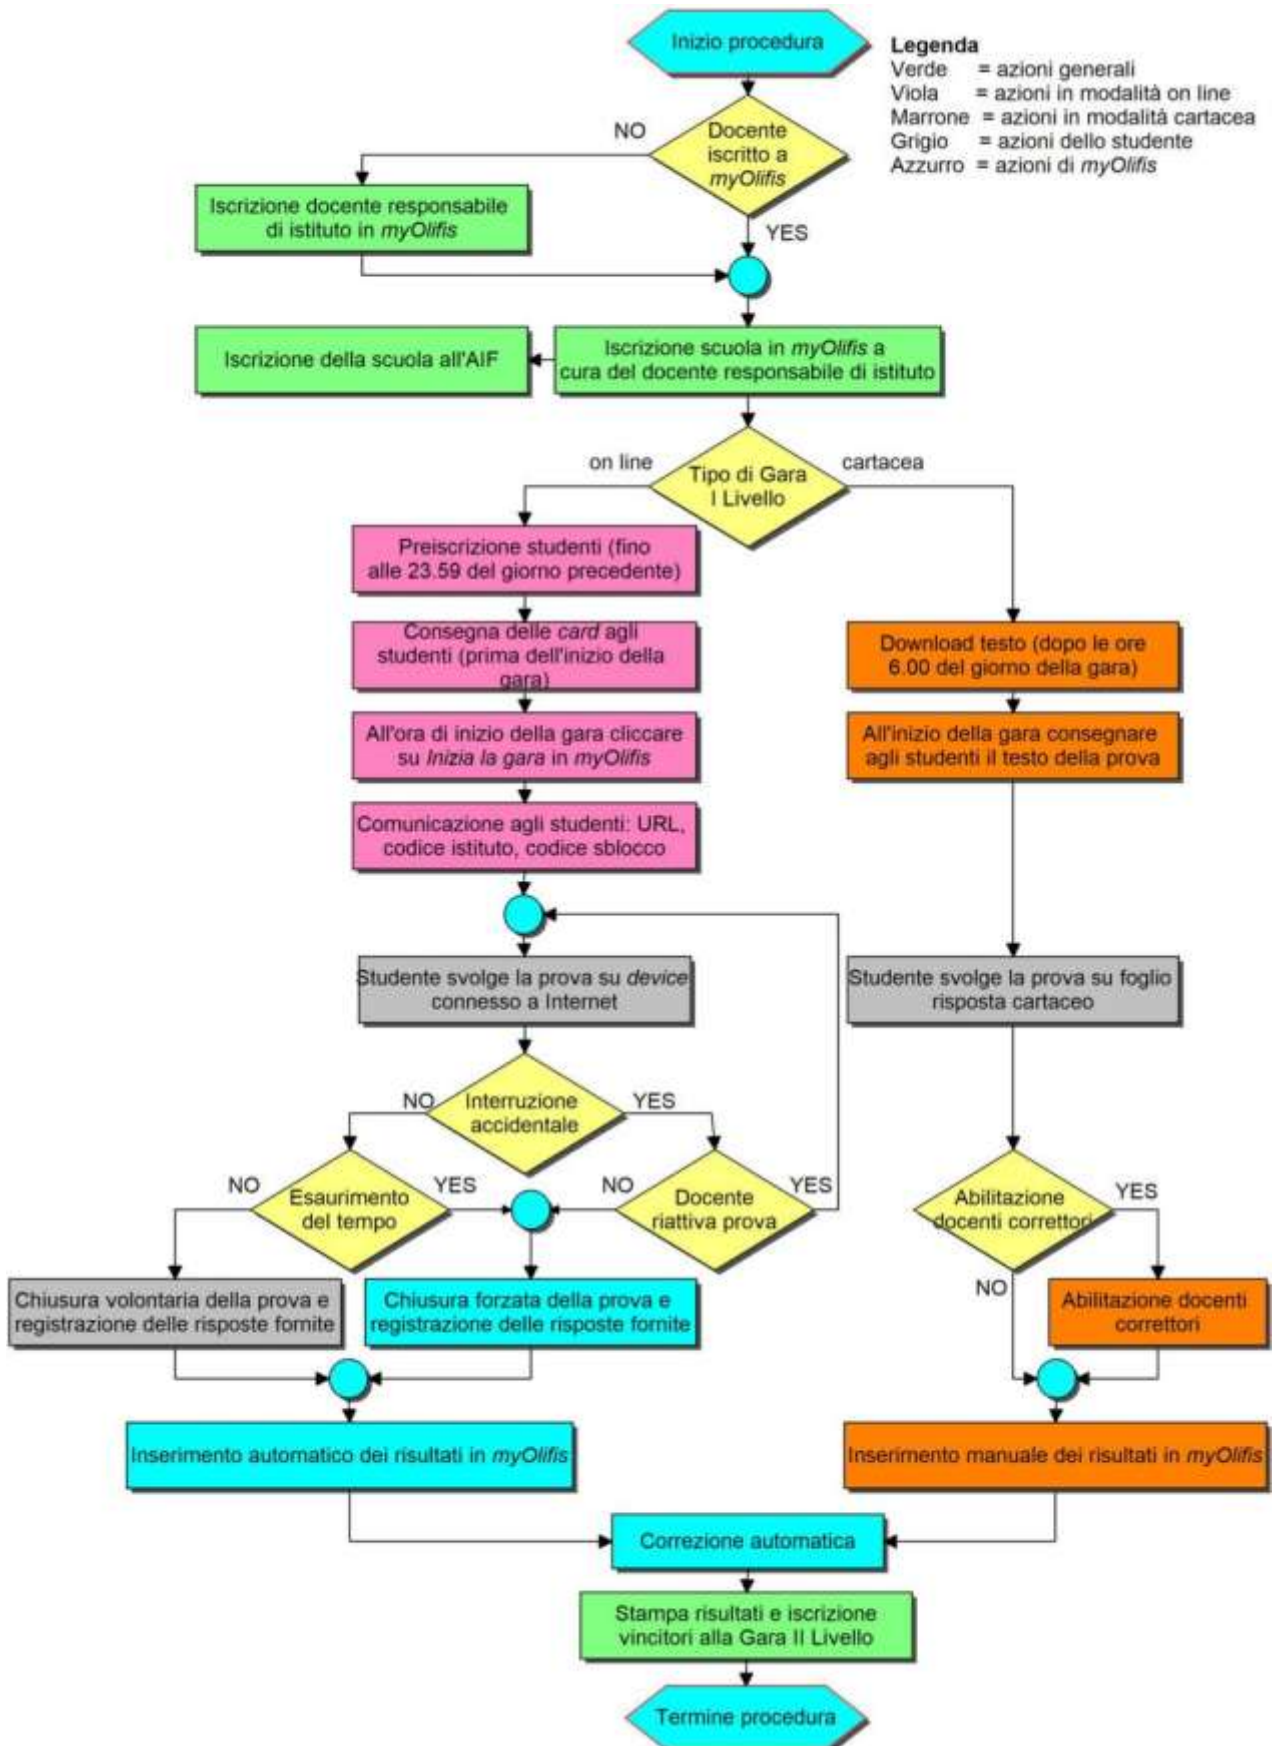 Inizio procedura
Legenda
Verde = azioni generali
Viola = azioni in modalità on line
Marrone = azioni in modalità cartacea
Grigio = azioni dello studente
Azzurro = azioni di myOlifis
NO
Docente
iscritto a
myOlifis
YES
Iscrizione docente responsabile
di istituto in myOlifis
Iscrizione della scuola all'AIF
Iscrizione scuola in myOlifis a
cura del docente responsabile di istituto
on line
Tipo di Gara
I Livello
cartacea
Preiscrizione studenti (fino
alle 23.59 del giorno precedente)
Consegna delle card agli
studenti (prima dell'inizio della
gara)
All'ora di inizio della gara cliccare
su Inizia la gara in myOlifis
Comunicazione agli studenti: URL,
codice istituto, codice sblocco
Download testo (dopo le ore
6.00 del giorno della gara)
All'inizio della gara consegnare
agli studenti il testo della prova
Studente svolge la prova su device
connesso a Internet
Studente svolge la prova su foglio
risposta cartaceo
NO
Interruzione
accidentale
YES
NO
Esaurimento
del tempo
YES
NO
Docente
riattiva prova
YES
Abilitazione
docenti correttori
YES
NO
Chiusura volontaria della prova e
registrazione delle risposte fornite
Chiusura forzata della prova e
registrazione delle risposte fornite
Abilitazione docenti
correttori
Inserimento automatico dei risultati in myOlifis
Inserimento manuale dei risultati in myOlifis
Correzione automatica
Stampa risultati e iscrizione
vincitori alla Gara II Livello
Termine procedura